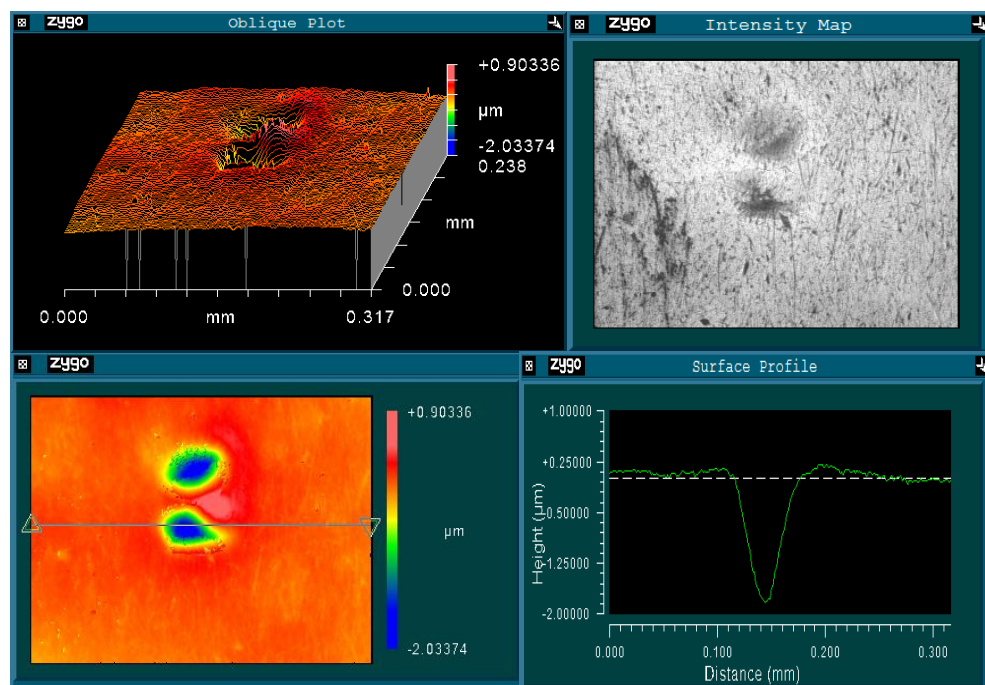 zygo
Oblique Plot
+0.90336
µm
-2.03374
0.238
mm
0.000
0.000
mm
0.317
zygo
Intensity Map
zygo
+0.90336
µm
-2.03374
zygo
Surface Profile
+1.00000
+0.25000
-0.50000
-1.25000
-2.00000
Height (µm)
0.000
0.100
0.200
0.300
Distance (mm)